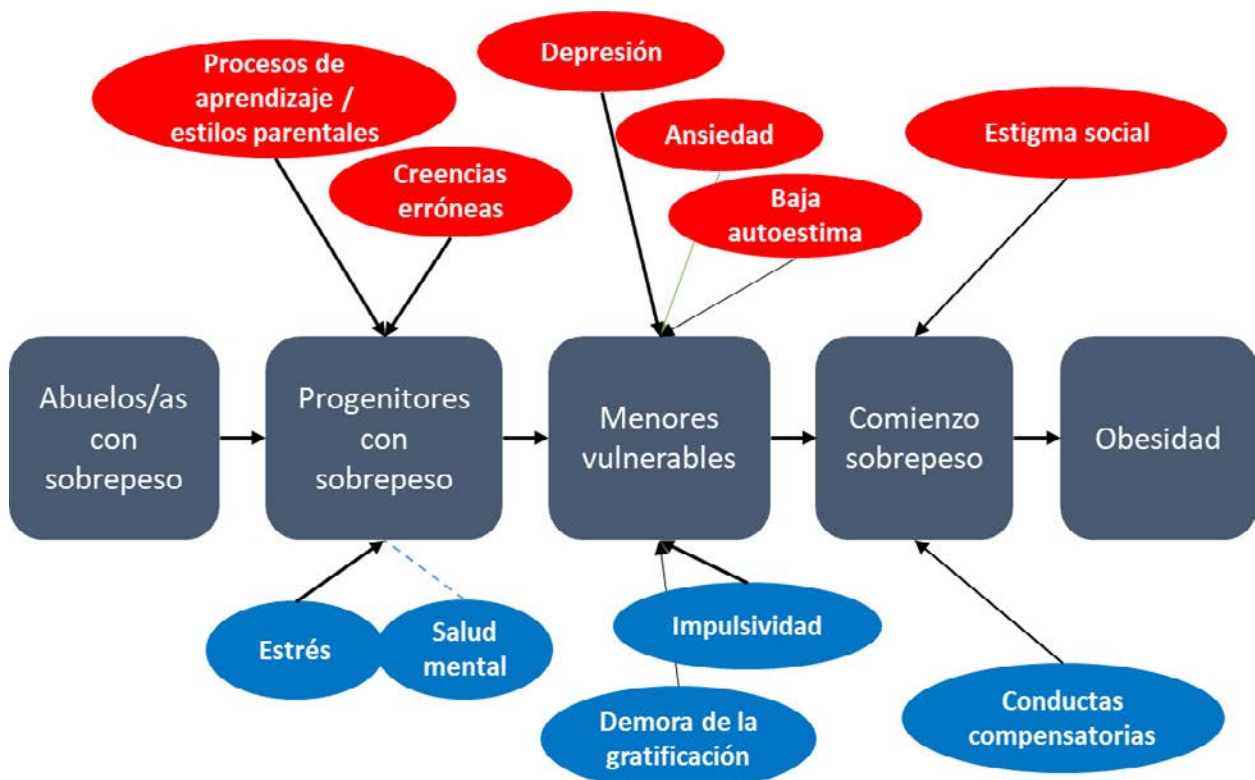 Procesos de
aprendizaje /
estilos parentales
Creencias
erróneas
Depresión
Ansiedad
Baja
autoestima
Estigma social
Abuelos/as
con
sobrepeso
Progenitores
con
sobrepeso
Menores
vulnerables
Comienzo
sobrepeso
Obesidad
Estrés
Salud
mental
Impulsividad
Demora de la
gratificación
Conductas
compensatorias